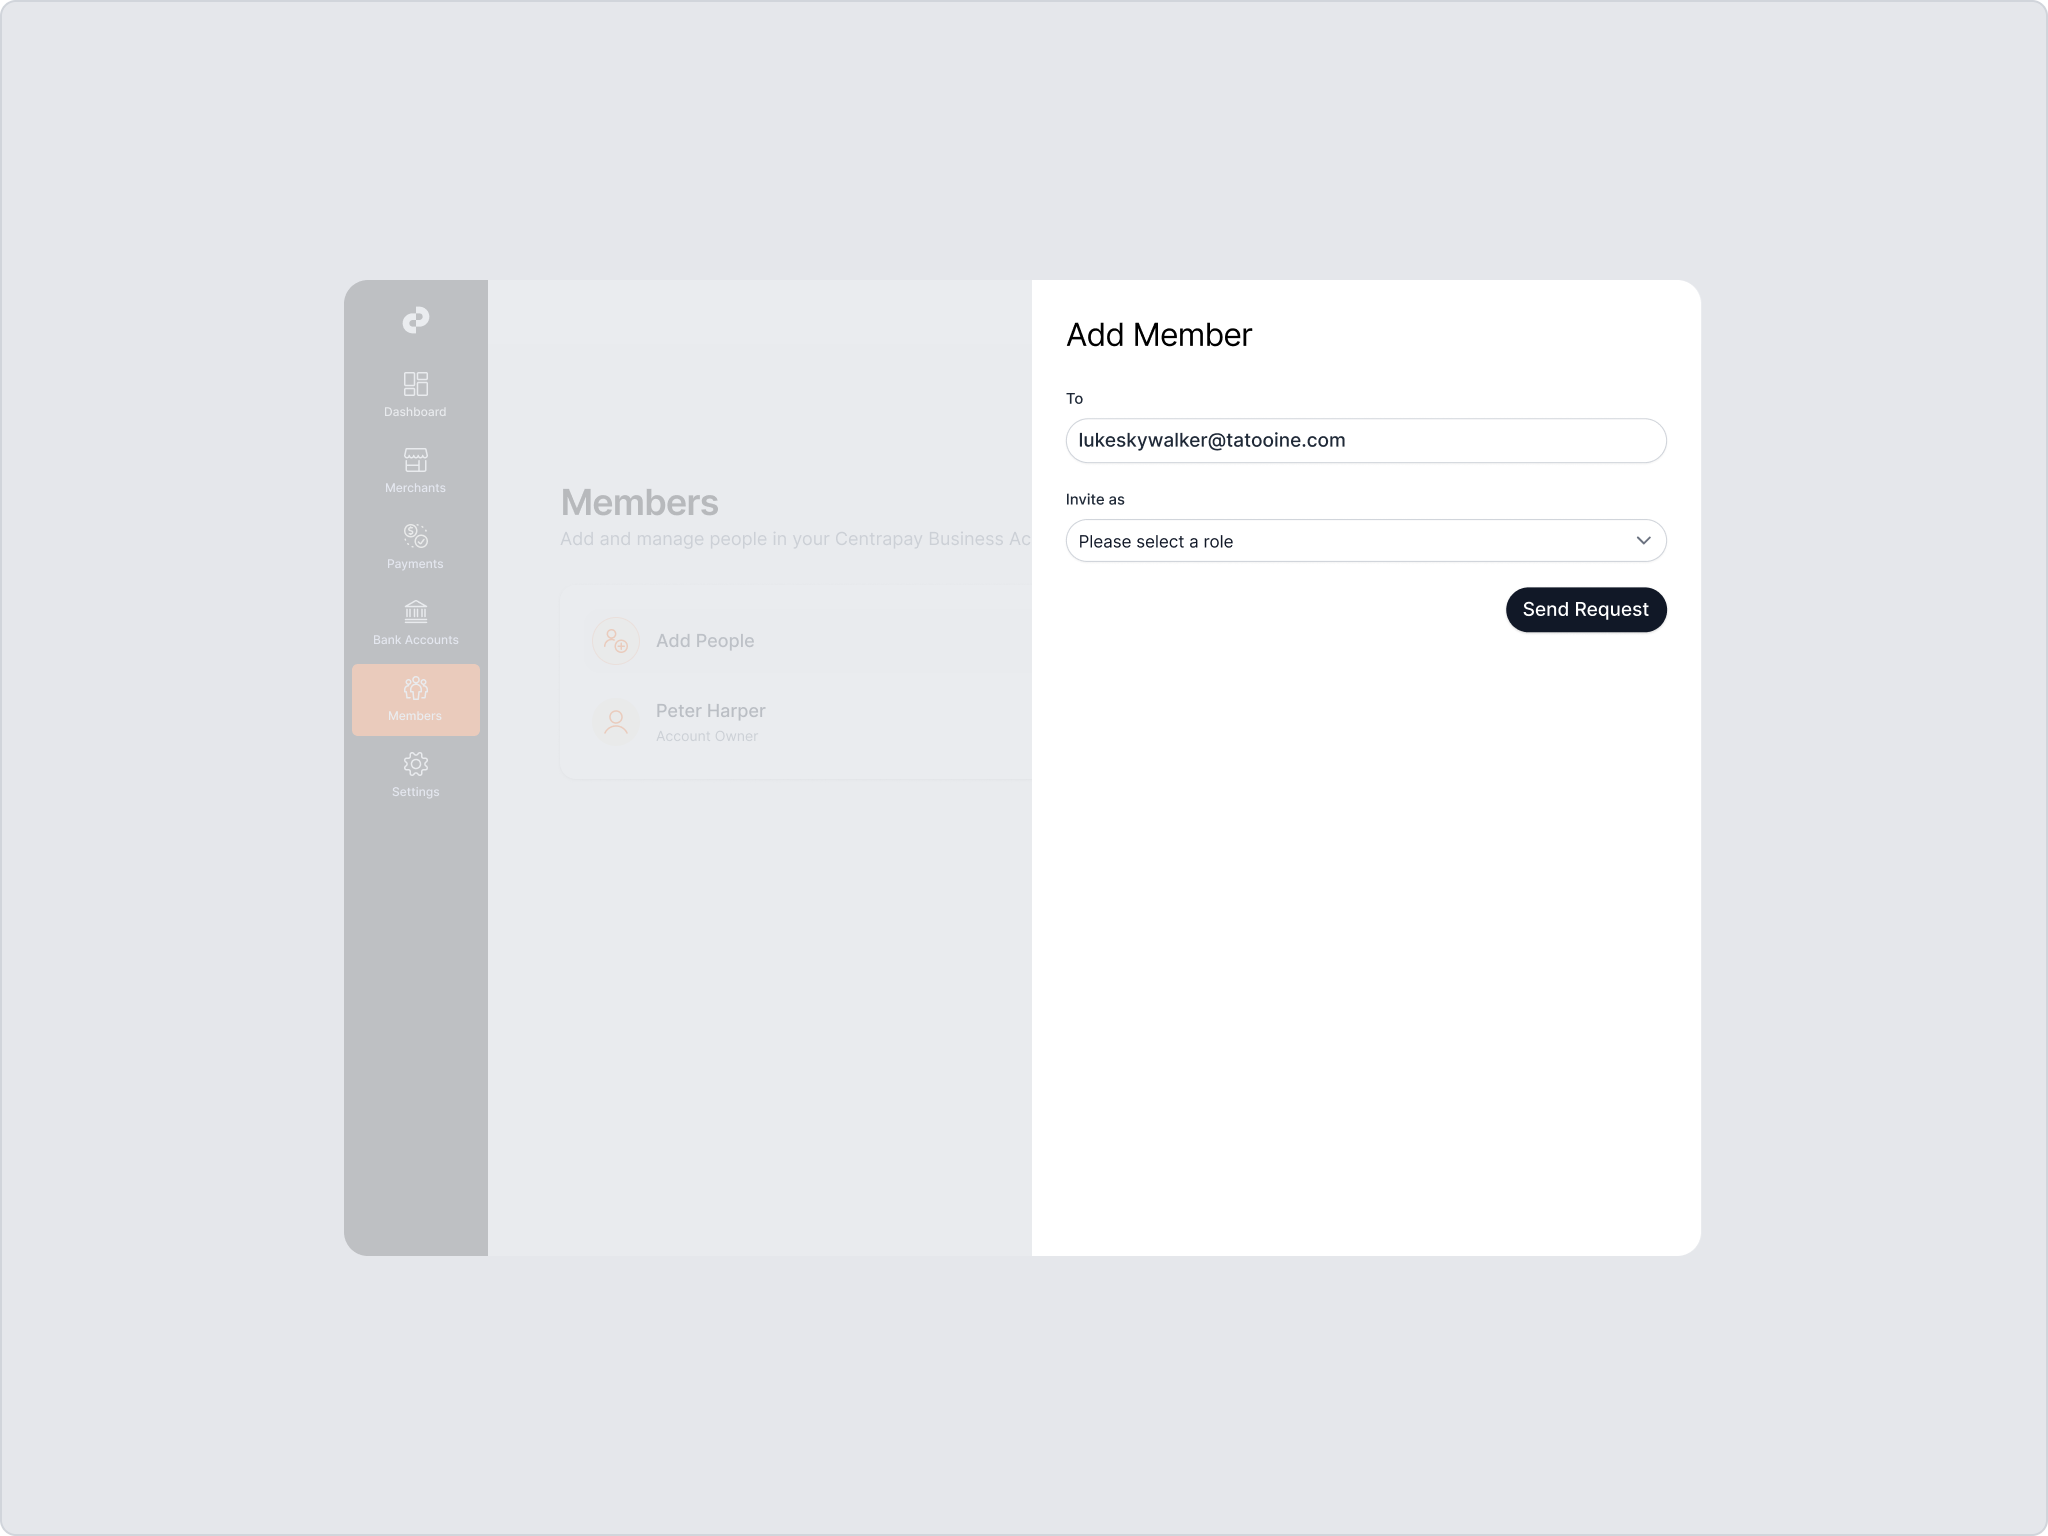 Dashboard
Merchants
Payments
Bank Accounts
Members
Settings
Members
Add and manage people in your Centrapay Business Ac
Add People
Peter Harper
Account Owner
Add Member
To
lukeskywalker@tatooine.com
Invite as
Please select a role
Send Request